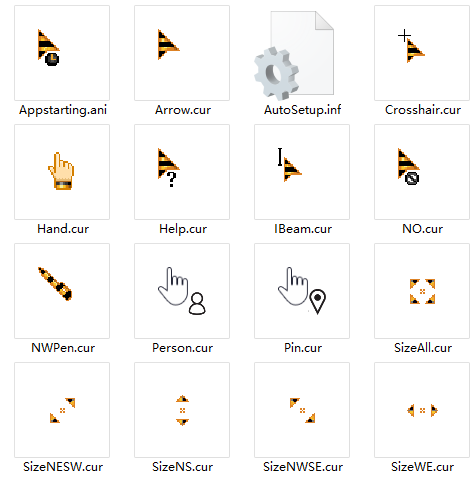 Appstarting.ani
Arrow.cur
AutoSetup.inf
Crosshair.cur
Hand.cur
Help.cur
IBeam.cur
NO.cur
NWPen.cur
Person.cur
Pin.cur
SizeAll.cur
SizeNESW.cur
SizeNS.cur
SizeNWSE.cur
SizeWE.cur